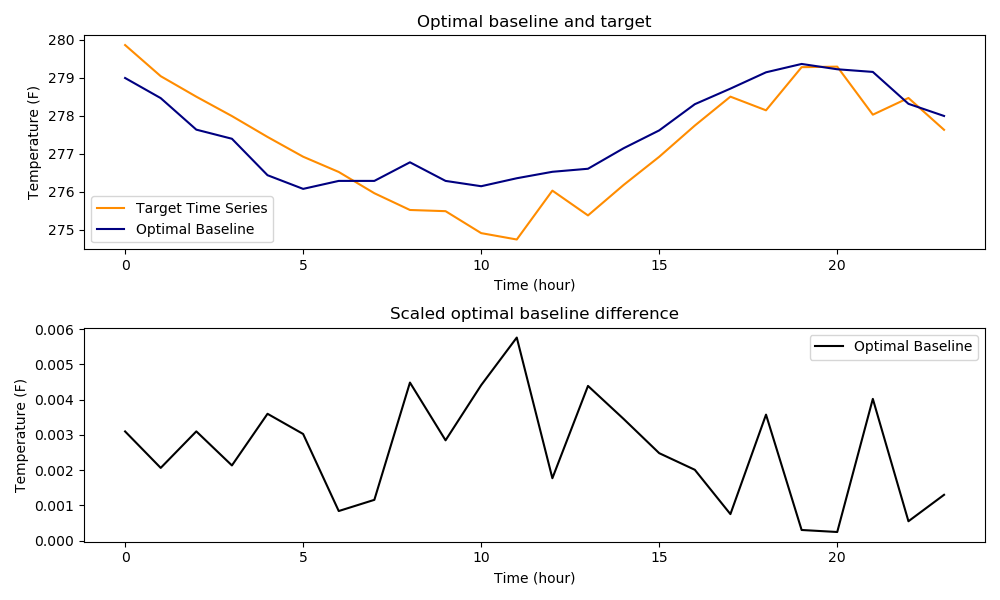 Optimal baseline and target
Temperature (F)
280
279
278
277
276
275
Target Time Series
Optimal Baseline
0 5 10 15 20
Time (hour)
Scaled optimal baseline difference
Temperature (F)
0.006
0.005
0.004
0.003
0.002
0.001
0.000
Optimal Baseline
0 5 10 15 20
Time (hour)